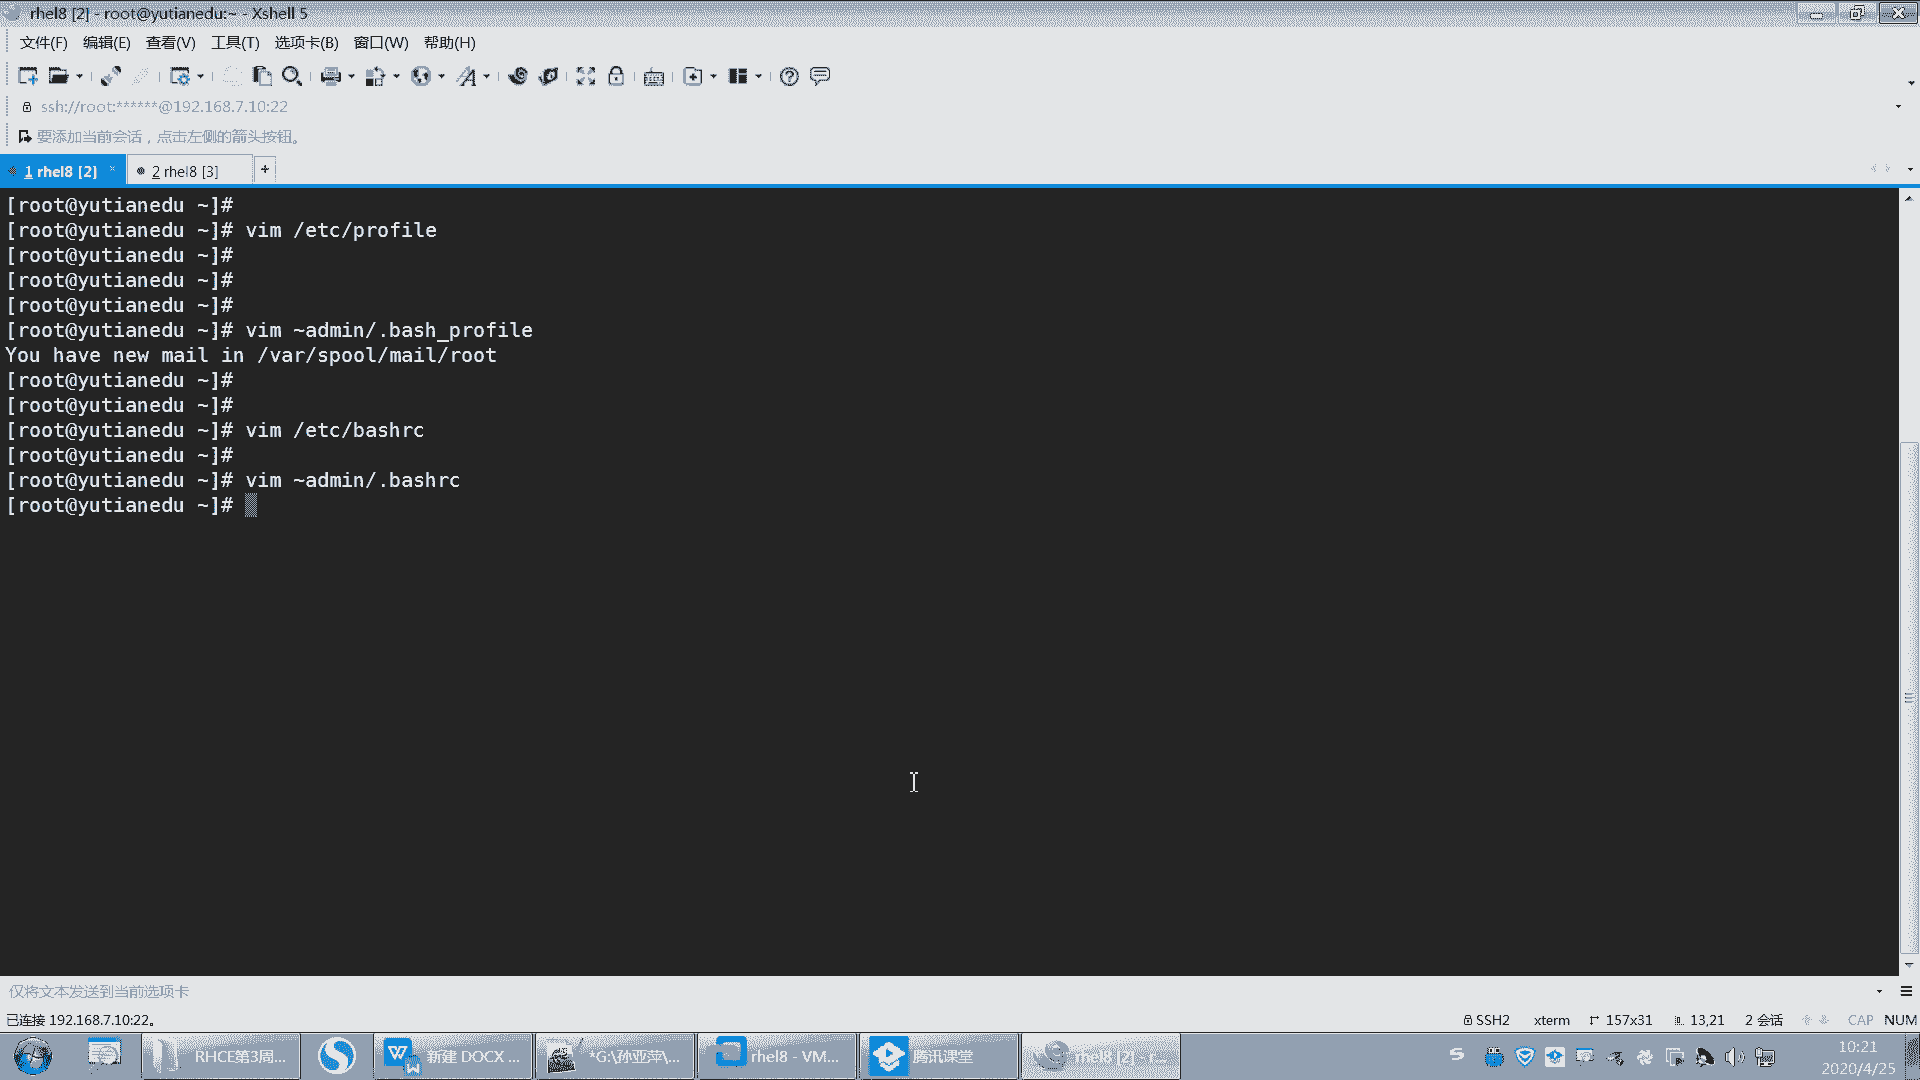 rhel8 [2] - root@yutianedu:~ - Xshell 5
文件(F) 编辑(E) 查看(V) 工具(T) 选项卡(B) 窗口(W) 帮助(H)
ssh://root:******@192.168.7.10:22
要添加当前会话，点击左侧的箭头按钮。
1 rhel8 [2] × 2 rhel8 [3] +
[root@yutianedu ~]#
[root@yutianedu ~]# vim /etc/profile
[root@yutianedu ~]#
[root@yutianedu ~]#
[root@yutianedu ~]#
[root@yutianedu ~]# vim ~admin/.bash_profile
You have new mail in /var/spool/mail/root
[root@yutianedu ~]#
[root@yutianedu ~]#
[root@yutianedu ~]# vim /etc/bashrc
[root@yutianedu ~]#
[root@yutianedu ~]# vim ~admin/.bashrc
[root@yutianedu ~]#
仅将文本发送到当前选项卡
已连接 192.168.7.10:22。 SSH2 xterm 157x31 13,21 2 会话 CAP NUM
RHCE第3周... 新建 DOCX ... *G:\孙亚萍\... rhel8 - VM... 腾讯课堂 rhel8 [2] - r... 10:21
2020/4/25